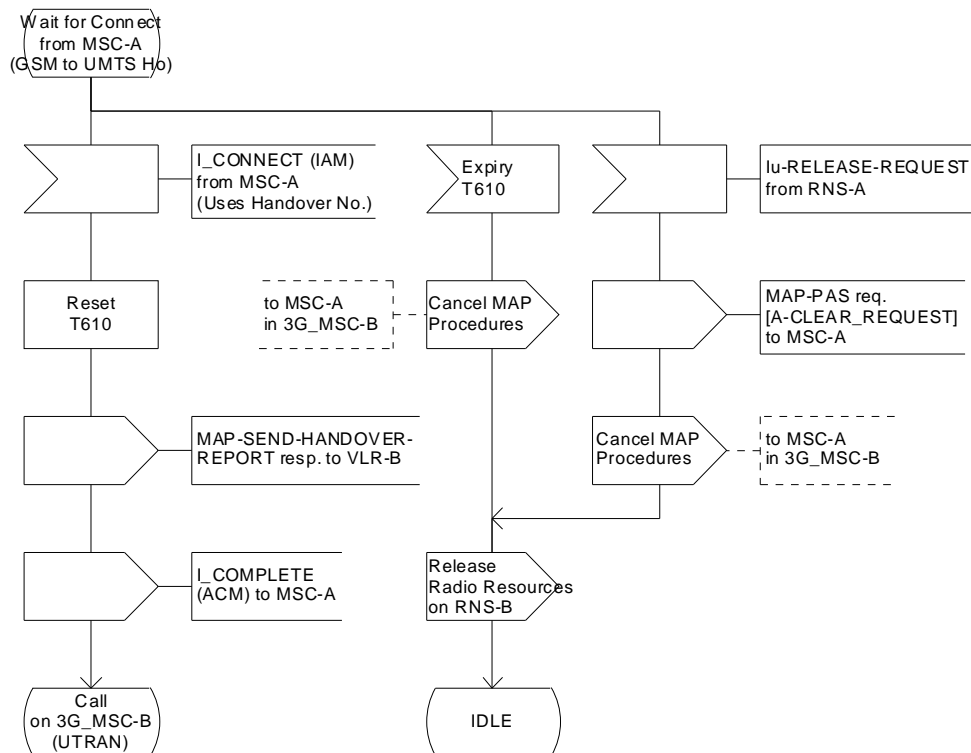 Wait for Connect
from MSC-A
(GSM to UMTS Ho)
I_CONNECT (IAM)
from MSC-A
(Uses Handover No.)
Expiry
T610
Iu-RELEASE-REQUEST
from RNS-A
Reset
T610
to MSC-A
in 3G_MSC-B
Cancel MAP
Procedures
MAP-PAS req.
[A-CLEAR_REQUEST]
to MSC-A
MAP-SEND-HANDOVER-
REPORT resp. to VLR-B
Cancel MAP
Procedures
to MSC-A
in 3G_MSC-B
I_COMPLETE
(ACM) to MSC-A
Release
Radio Resources
on RNS-B
Call
on 3G_MSC-B
(UTRAN)
IDLE